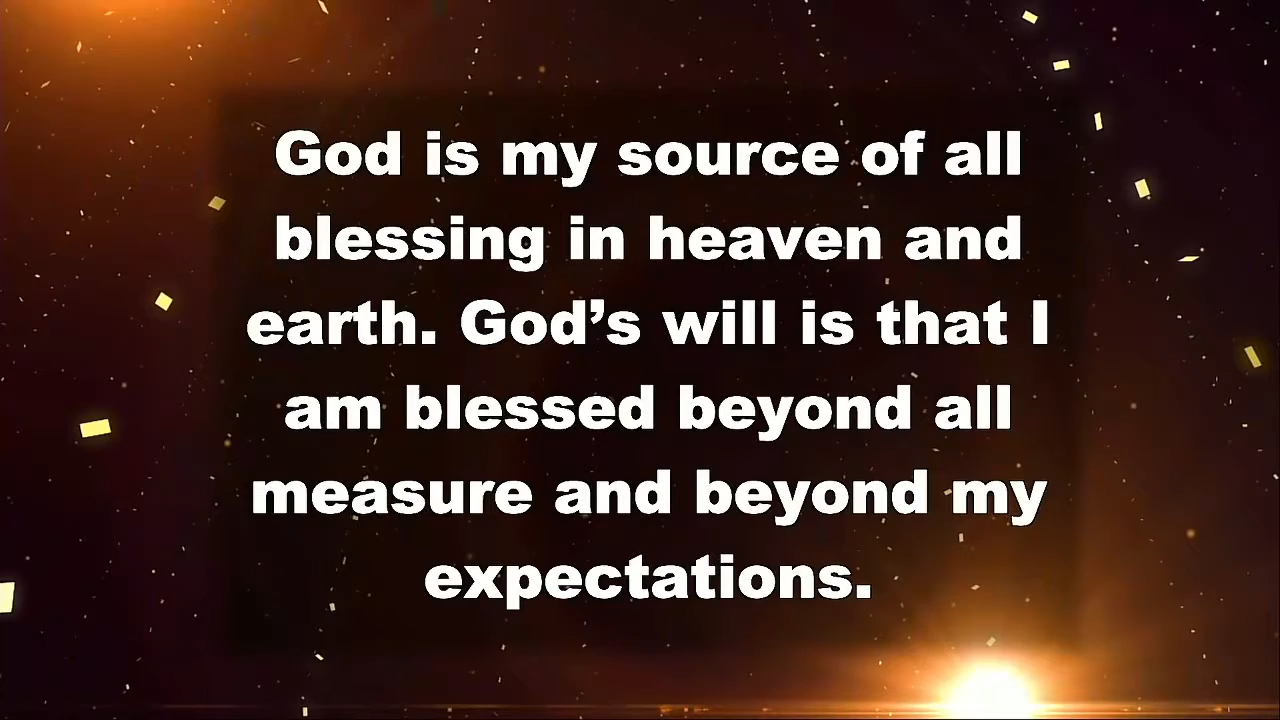 God is my source of all
blessing in heaven and
earth. God’s will is that I
am blessed beyond all
measure and beyond my
expectations.